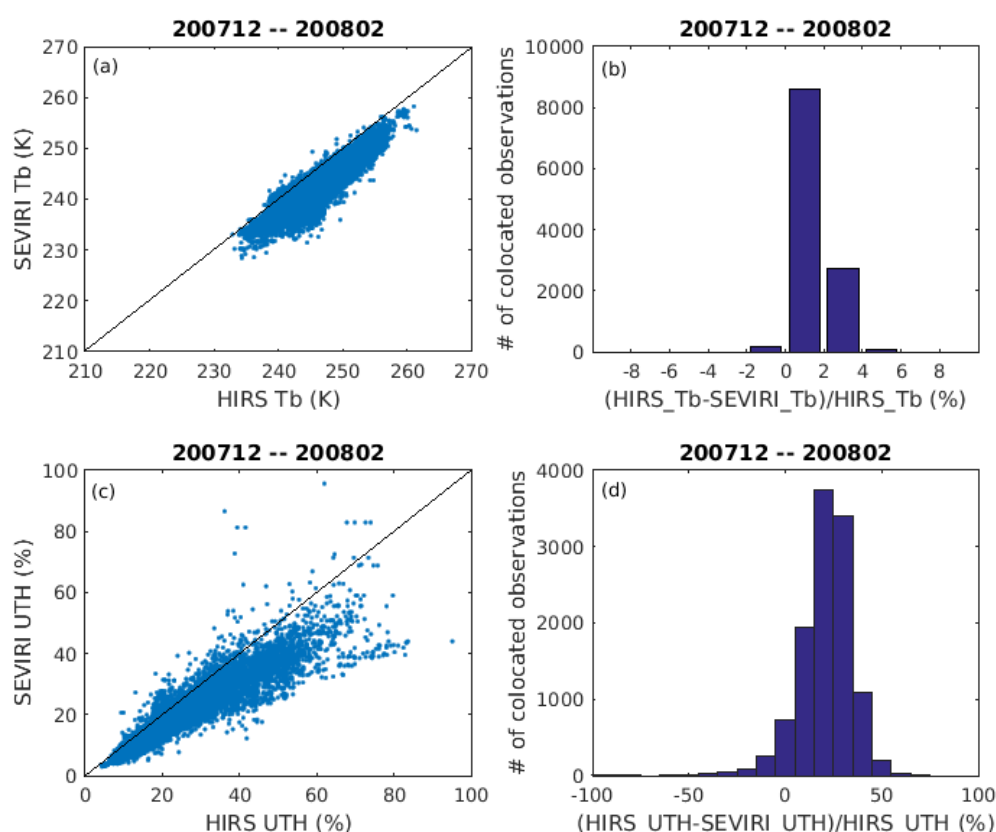 200712 -- 200802
(a)
270
260
250
240
230
220
210
SEVIRI Tb (K)
210 220 230 240 250 260 270
HIRS Tb (K)
200712 -- 200802
(b)
10000
8000
6000
4000
2000
0
# of colocated observations
-8 -6 -4 -2 0 2 4 6 8
(HIRS_Tb-SEVIRI_Tb)/HIRS_Tb (%)
200712 -- 200802
(c)
100
80
60
40
20
0
SEVIRI UTH (%)
0 20 40 60 80 100
HIRS UTH (%)
200712 -- 200802
(d)
4000
3000
2000
1000
0
# of colocated observations
-100 -50 0 50 100
(HIRS_UTH-SEVIRI_UTH)/HIRS_UTH (%)